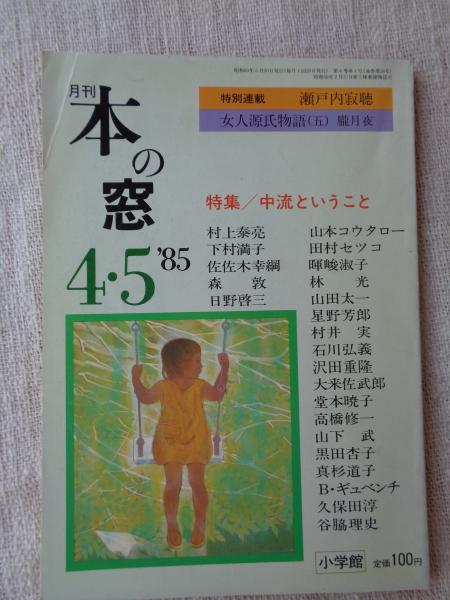 特別連載 瀬戸内寂聴
女人源氏物語(五) 朧月夜
月刊
本の窓
4・5 '85
特集/中流ということ
村上泰亮
下村満子
佐佐木幸綱
森 敦
日野啓三
山本コウタロー
田村セツコ
暉峻淑子
林 光
山田太一
星野芳郎
村井 実
石川弘義
沢田重隆
大来佐武郎
堂本暁子
高橋修一
山下 武
黒田杏子
真杉道子
B・ギュベンチ
久保田淳
谷脇理史
小学館 定価100円